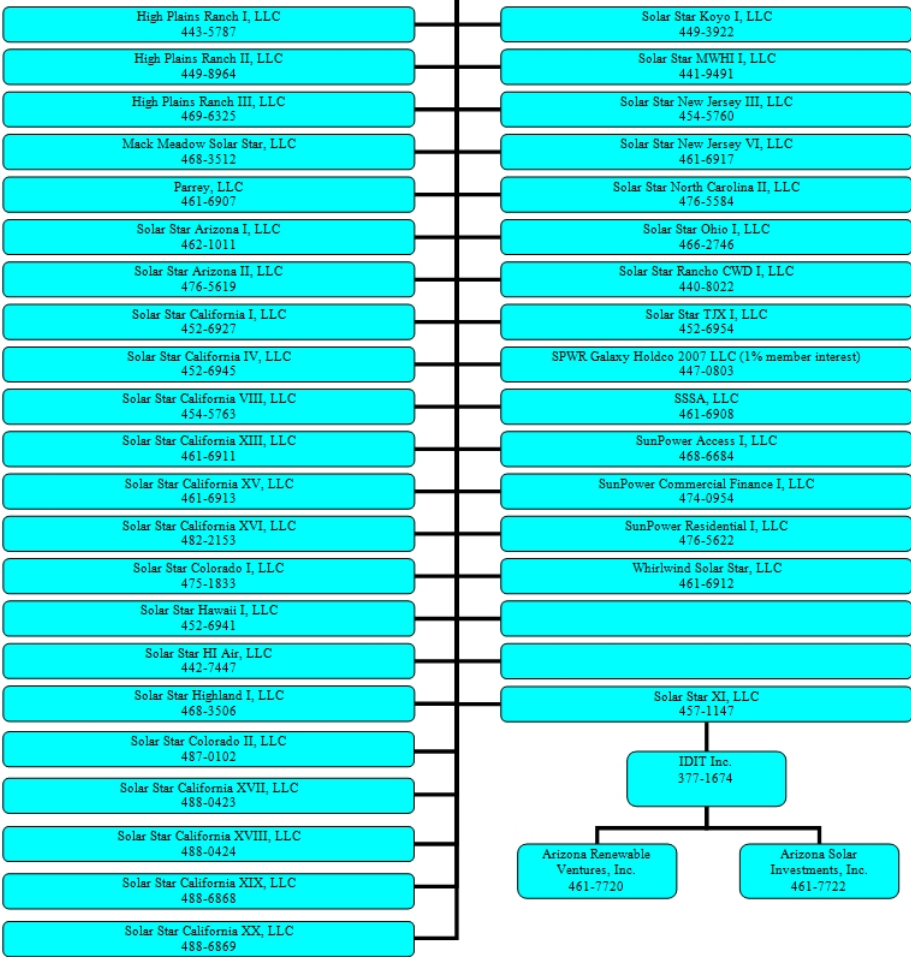 High Plains Ranch I, LLC
443-5787
High Plains Ranch II, LLC
449-8964
High Plains Ranch III, LLC
469-6325
Mack Meadow Solar Star, LLC
468-3512
Parrey, LLC
461-6907
Solar Star Arizona I, LLC
462-1011
Solar Star Arizona II, LLC
476-5619
Solar Star California I, LLC
452-6927
Solar Star California IV, LLC
452-6945
Solar Star California VIII, LLC
454-5763
Solar Star California XIII, LLC
461-6911
Solar Star California XV, LLC
461-6913
Solar Star California XVI, LLC
482-2153
Solar Star Colorado I, LLC
475-1833
Solar Star Hawaii I, LLC
452-6941
Solar Star HI Air, LLC
442-7447
Solar Star Highland I, LLC
468-3506
Solar Star Colorado II, LLC
487-0102
Solar Star California XVII, LLC
488-0423
Solar Star California XVIII, LLC
488-0424
Solar Star California XIX, LLC
488-6868
Solar Star California XX, LLC
488-6869
Solar Star Koyo I, LLC
449-3922
Solar Star MWHI I, LLC
441-9491
Solar Star New Jersey III, LLC
454-5760
Solar Star New Jersey VI, LLC
461-6917
Solar Star North Carolina II, LLC
476-5584
Solar Star Ohio I, LLC
466-2746
Solar Star Rancho CWD I, LLC
440-8022
Solar Star TJX I, LLC
452-6954
SPWR Galaxy Holdco 2007 LLC (1% member interest)
447-0803
SSSA, LLC
461-6908
SunPower Access I, LLC
468-6684
SunPower Commercial Finance I, LLC
474-0954
SunPower Residential I, LLC
476-5622
Whirlwind Solar Star, LLC
461-6912
Solar Star XI, LLC
457-1147
IDIT Inc.
377-1674
Arizona Renewable
Ventures, Inc.
461-7720
Arizona Solar
Investments, Inc.
461-7722